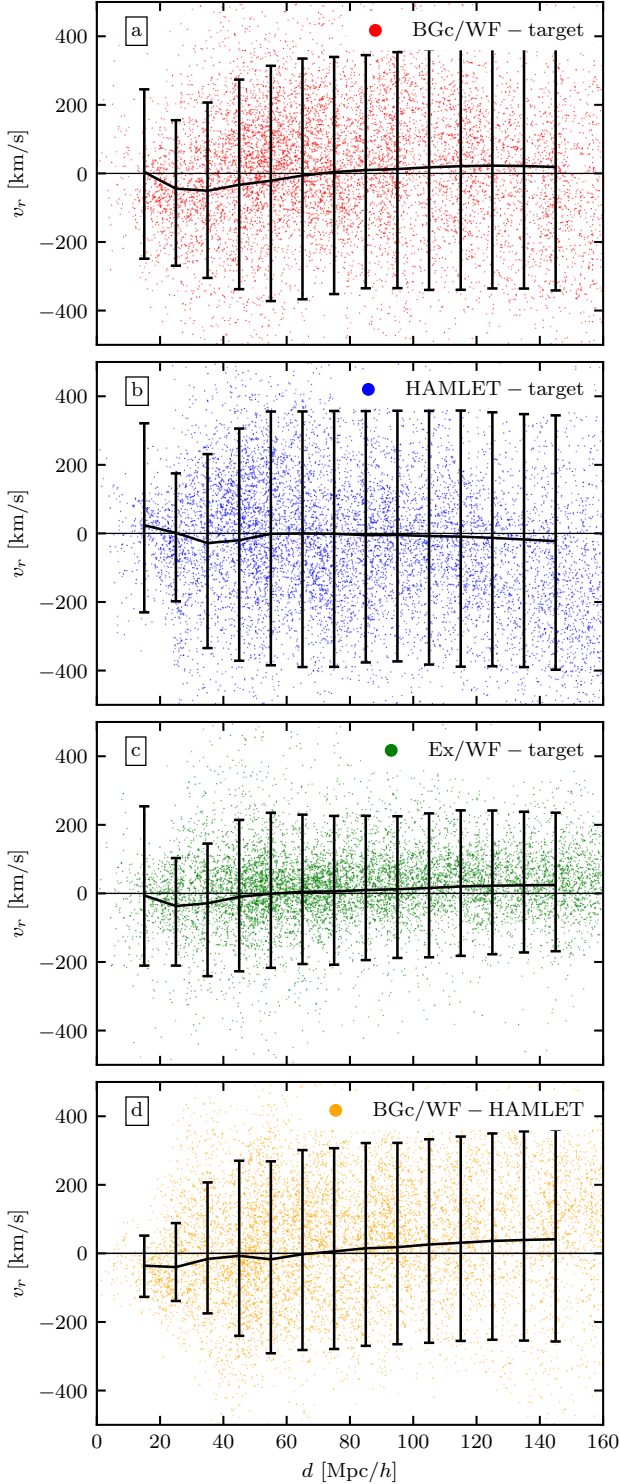 a
BGc/WF − target
400
200
0
−200
−400
v_r [km/s]
b
HAMLET − target
400
200
0
−200
−400
v_r [km/s]
c
Ex/WF − target
400
200
0
−200
−400
v_r [km/s]
d
BGc/WF − HAMLET
400
200
0
−200
−400
v_r [km/s]
0 20 40 60 80 100 120 140 160
d [Mpc/h]